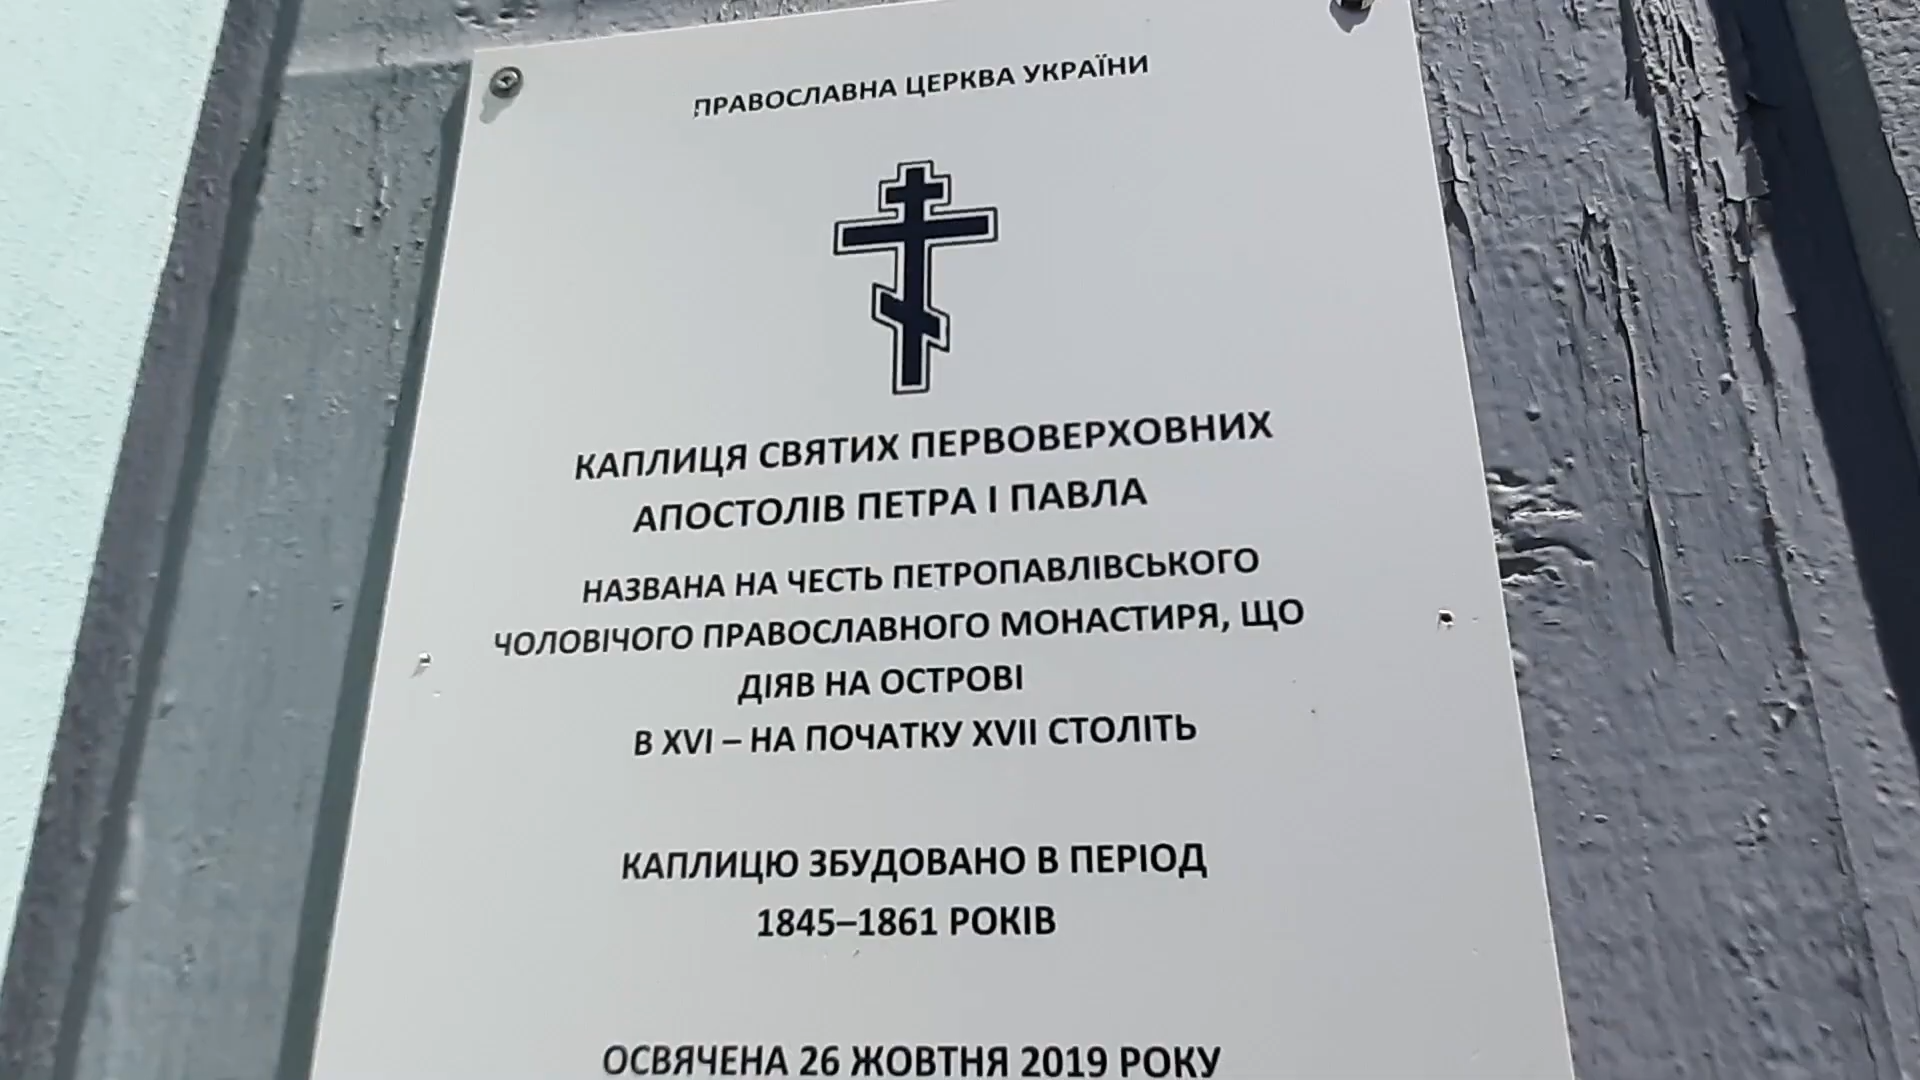 ПРАВОСЛАВНА ЦЕРКВА УКРАЇНИ
КАПЛИЦЯ СВЯТИХ ПЕРВОВЕРХОВНИХ
АПОСТОЛІВ ПЕТРА І ПАВЛА
НАЗВАНА НА ЧЕСТЬ ПЕТРОПАВЛІВСЬКОГО
ЧОЛОВІЧОГО ПРАВОСЛАВНОГО МОНАСТИРЯ, ЩО
ДІЯВ НА ОСТРОВІ
В XVI – НА ПОЧАТКУ XVII СТОЛІТЬ
КАПЛИЦЮ ЗБУДОВАНО В ПЕРІОД
1845–1861 РОКІВ
ОСВЯЧЕНА 26 ЖОВТНЯ 2019 РОКУ